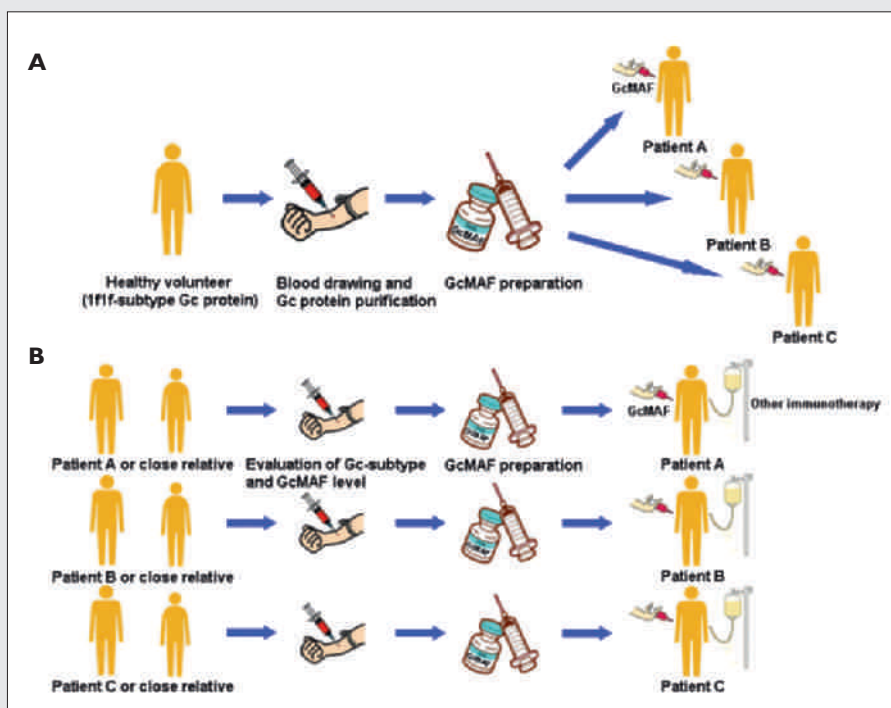 A
GcMAF
Patient A
Patient B
Patient C
GcMAF
Healthy volunteer
(1f1f-subtype Gc protein)
Blood drawing and
Gc protein purification
GcMAF preparation
B
GcMAF
Other immunotherapy
Patient A or close relative
Evaluation of Gc-subtype
and GcMAF level
GcMAF preparation
Patient A
Patient B or close relative
Patient B
Patient C or close relative
Patient C